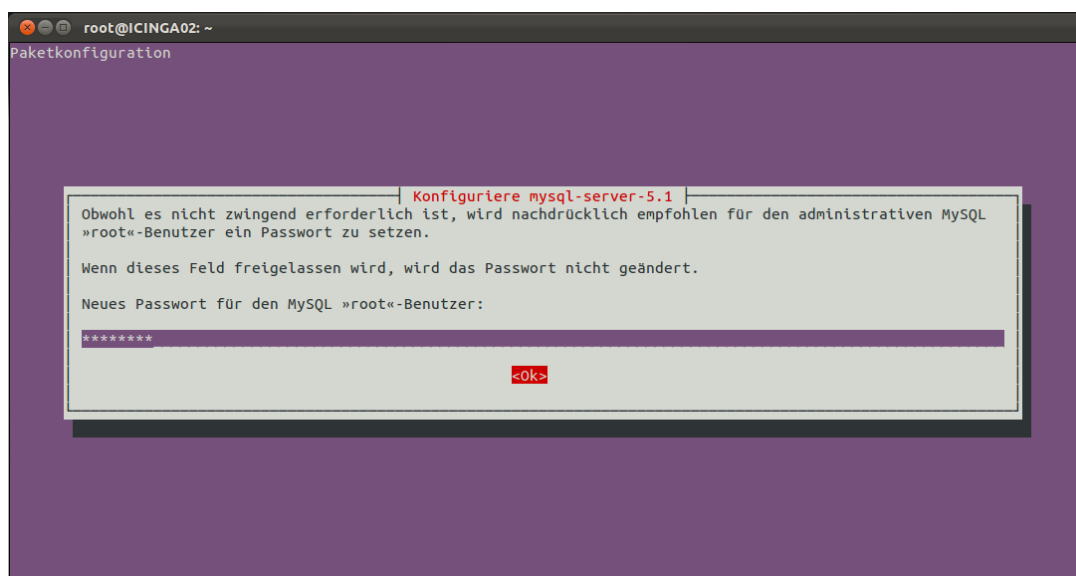 root@ICINGA02: ~
Paketkonfiguration
Konfiguriere mysql-server-5.1
Obwohl es nicht zwingend erforderlich ist, wird nachdrücklich empfohlen für den administrativen MySQL
»root«-Benutzer ein Passwort zu setzen.
Wenn dieses Feld freigelassen wird, wird das Passwort nicht geändert.
Neues Passwort für den MySQL »root«-Benutzer:
********
<Ok>